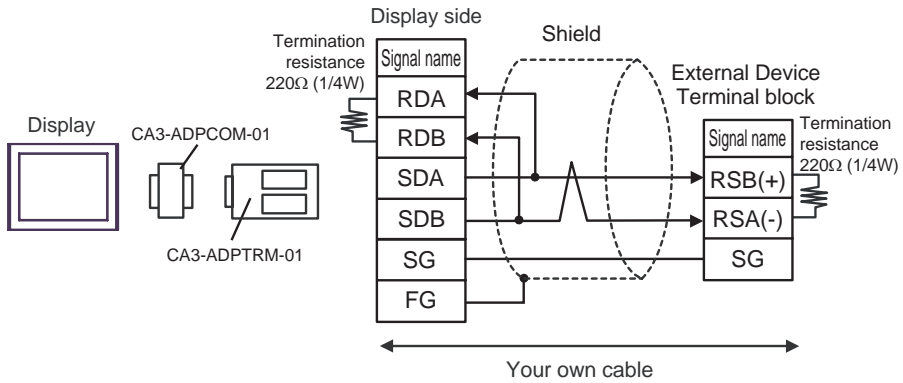 Display side
Termination
resistance
220Ω (1/4W)
Shield
Signal name
RDA
RDB
SDA
SDB
SG
FG
Display
CA3-ADPCOM-01
CA3-ADPTRM-01
External Device
Terminal block
Signal name
RSB(+)
RSA(-)
SG
Termination
resistance
220Ω (1/4W)
Your own cable